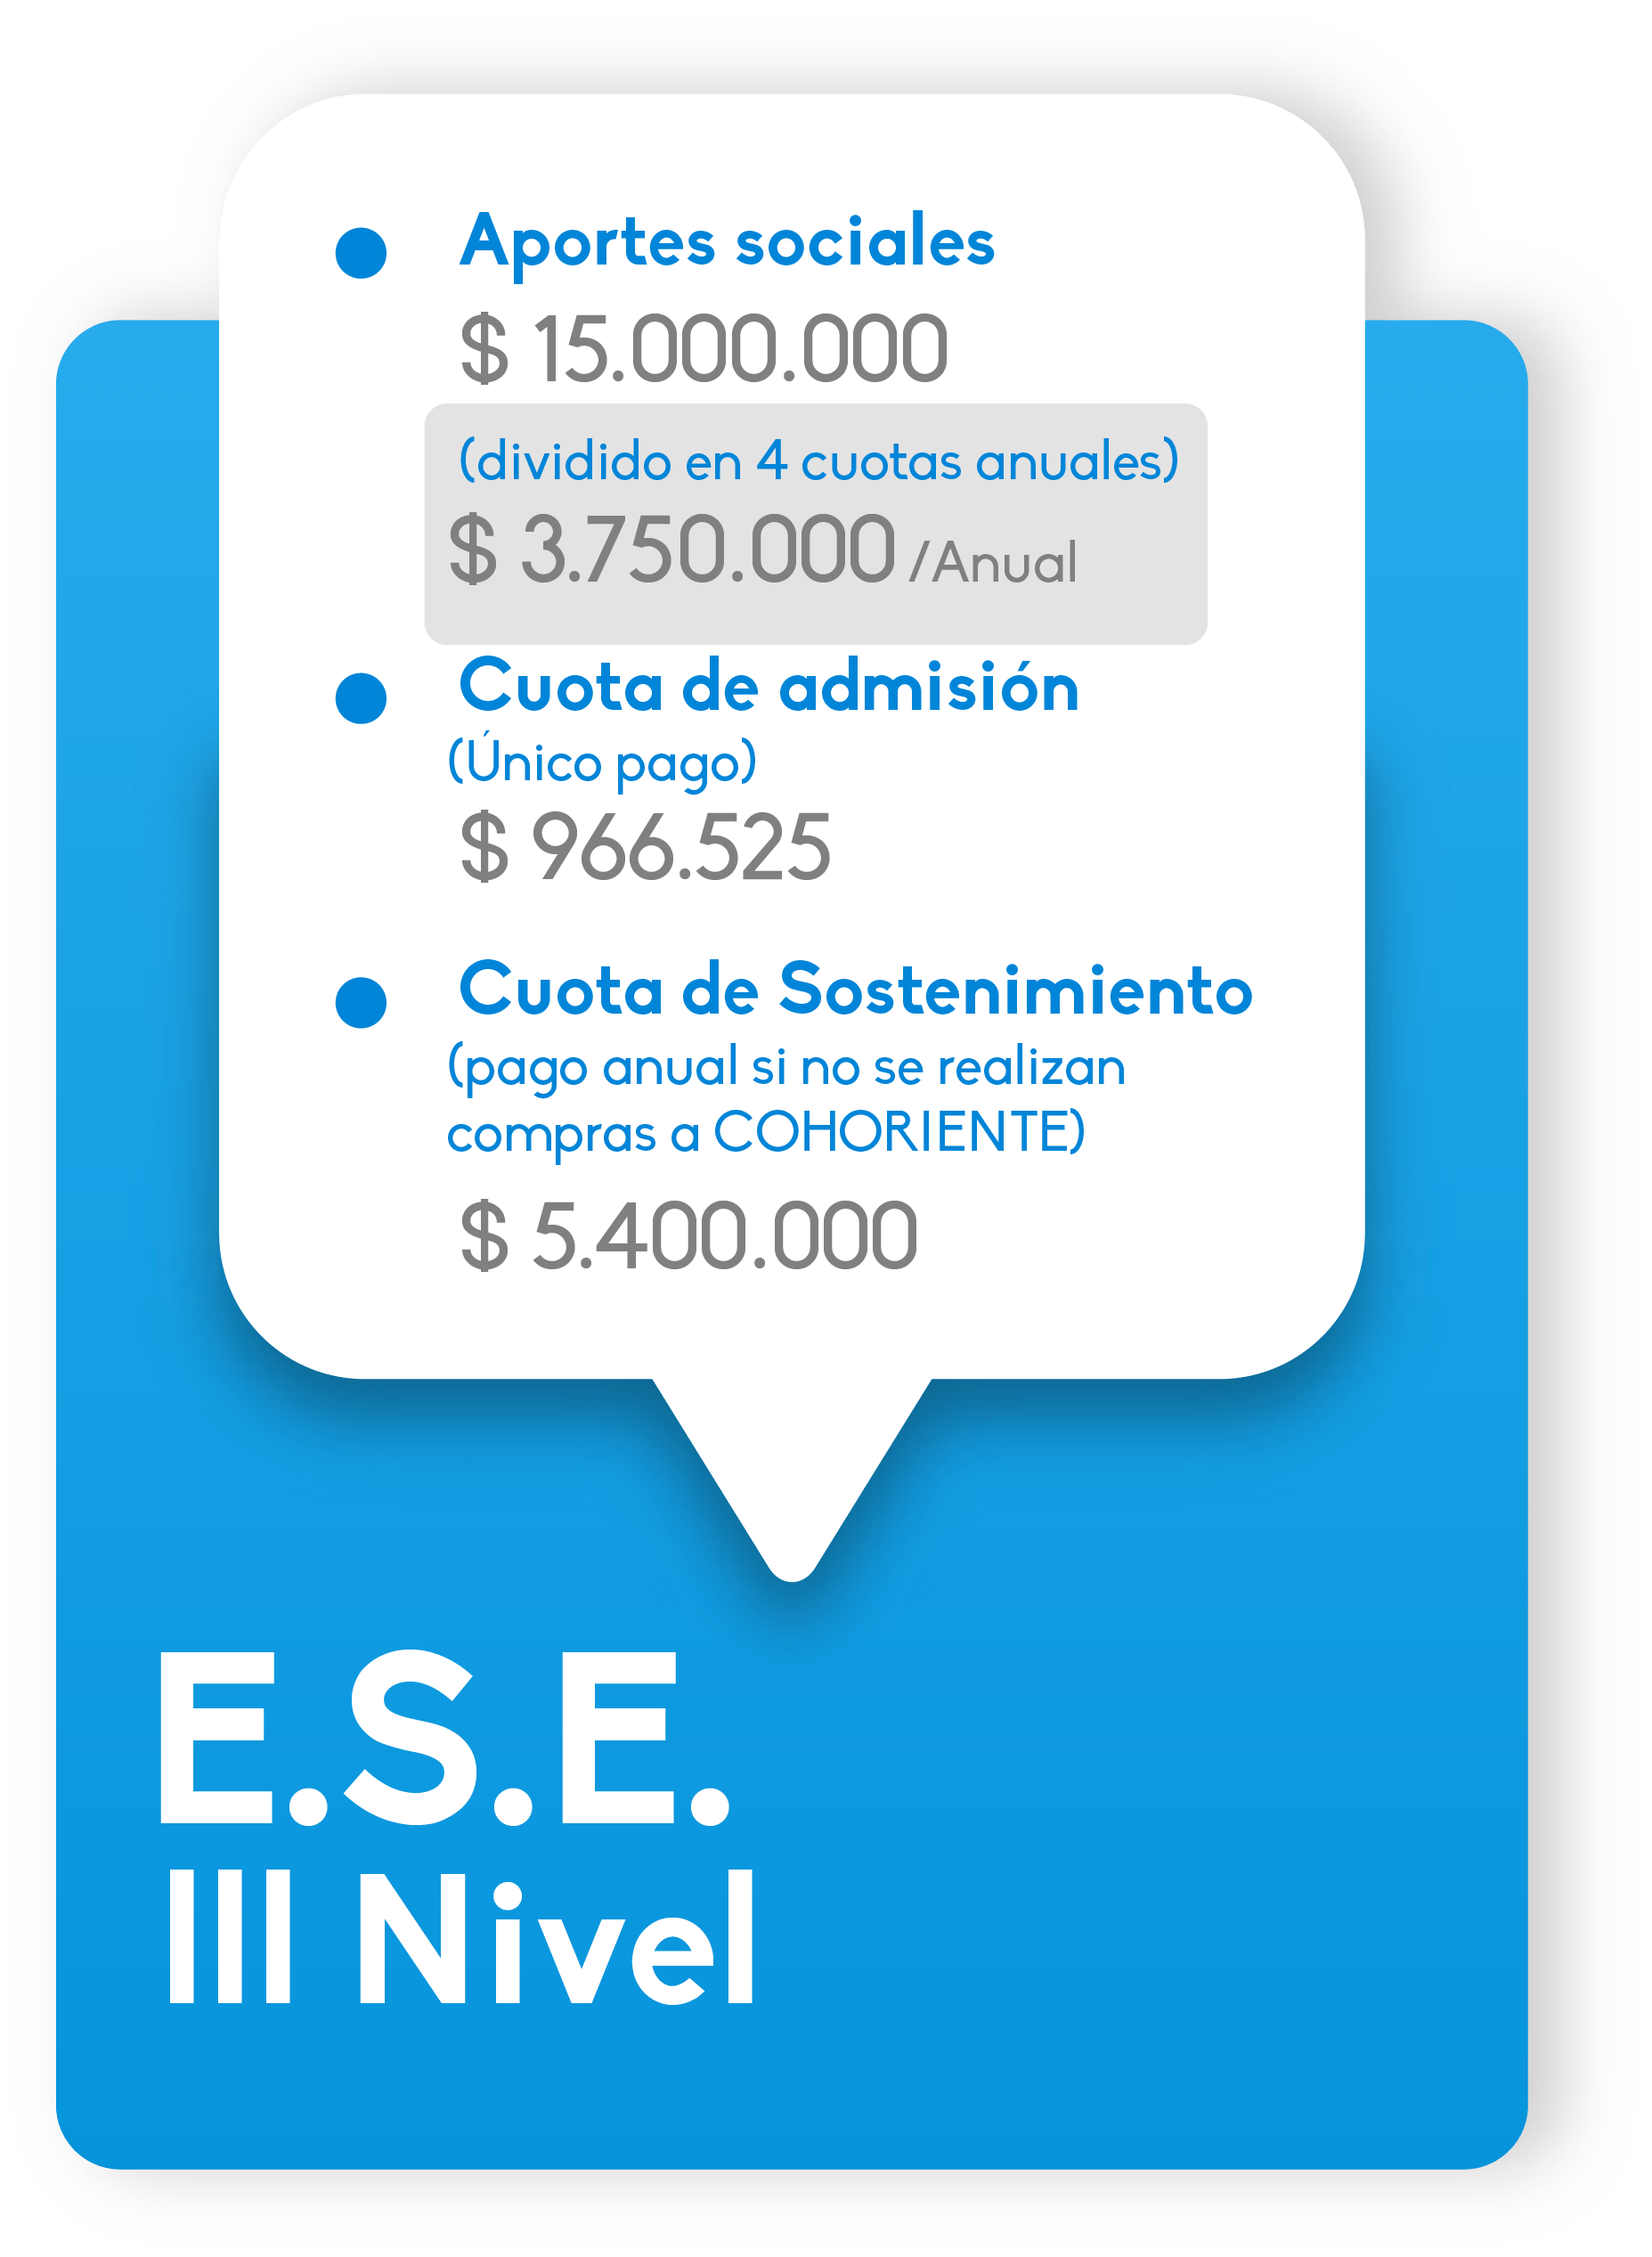 Aportes sociales
$ 15.000.000
(dividido en 4 cuotas anuales)
$ 3.750.000 /Anual
Cuota de admisión
(Único pago)
$ 966.525
Cuota de Sostenimiento
(pago anual si no se realizan
compras a COHORIENTE)
$ 5.400.000
E.S.E.
III Nivel